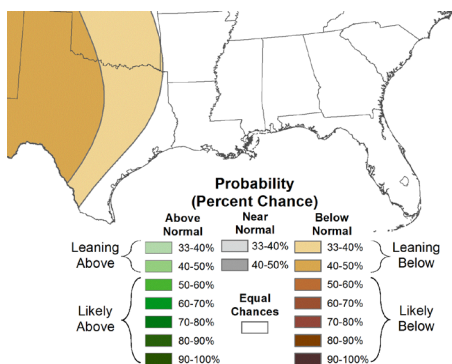 Probability
(Percent Chance)
Above Normal
Near Normal
Below Normal
Leaning Above
33-40%
33-40%
33-40%
Leaning Below
40-50%
40-50%
40-50%
Likely Above
50-60%
50-60%
Likely Below
60-70%
Equal Chances
60-70%
70-80%
70-80%
80-90%
80-90%
90-100%
90-100%